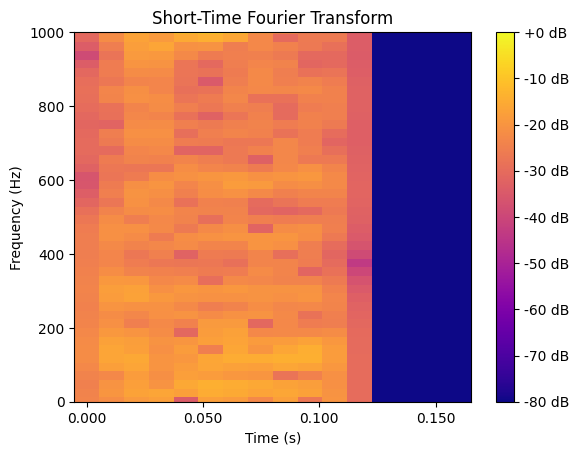 Short-Time Fourier Transform
1000
800
600
400
200
0
Frequency (Hz)
0.000
0.050
0.100
0.150
Time (s)
+0 dB
-10 dB
-20 dB
-30 dB
-40 dB
-50 dB
-60 dB
-70 dB
-80 dB